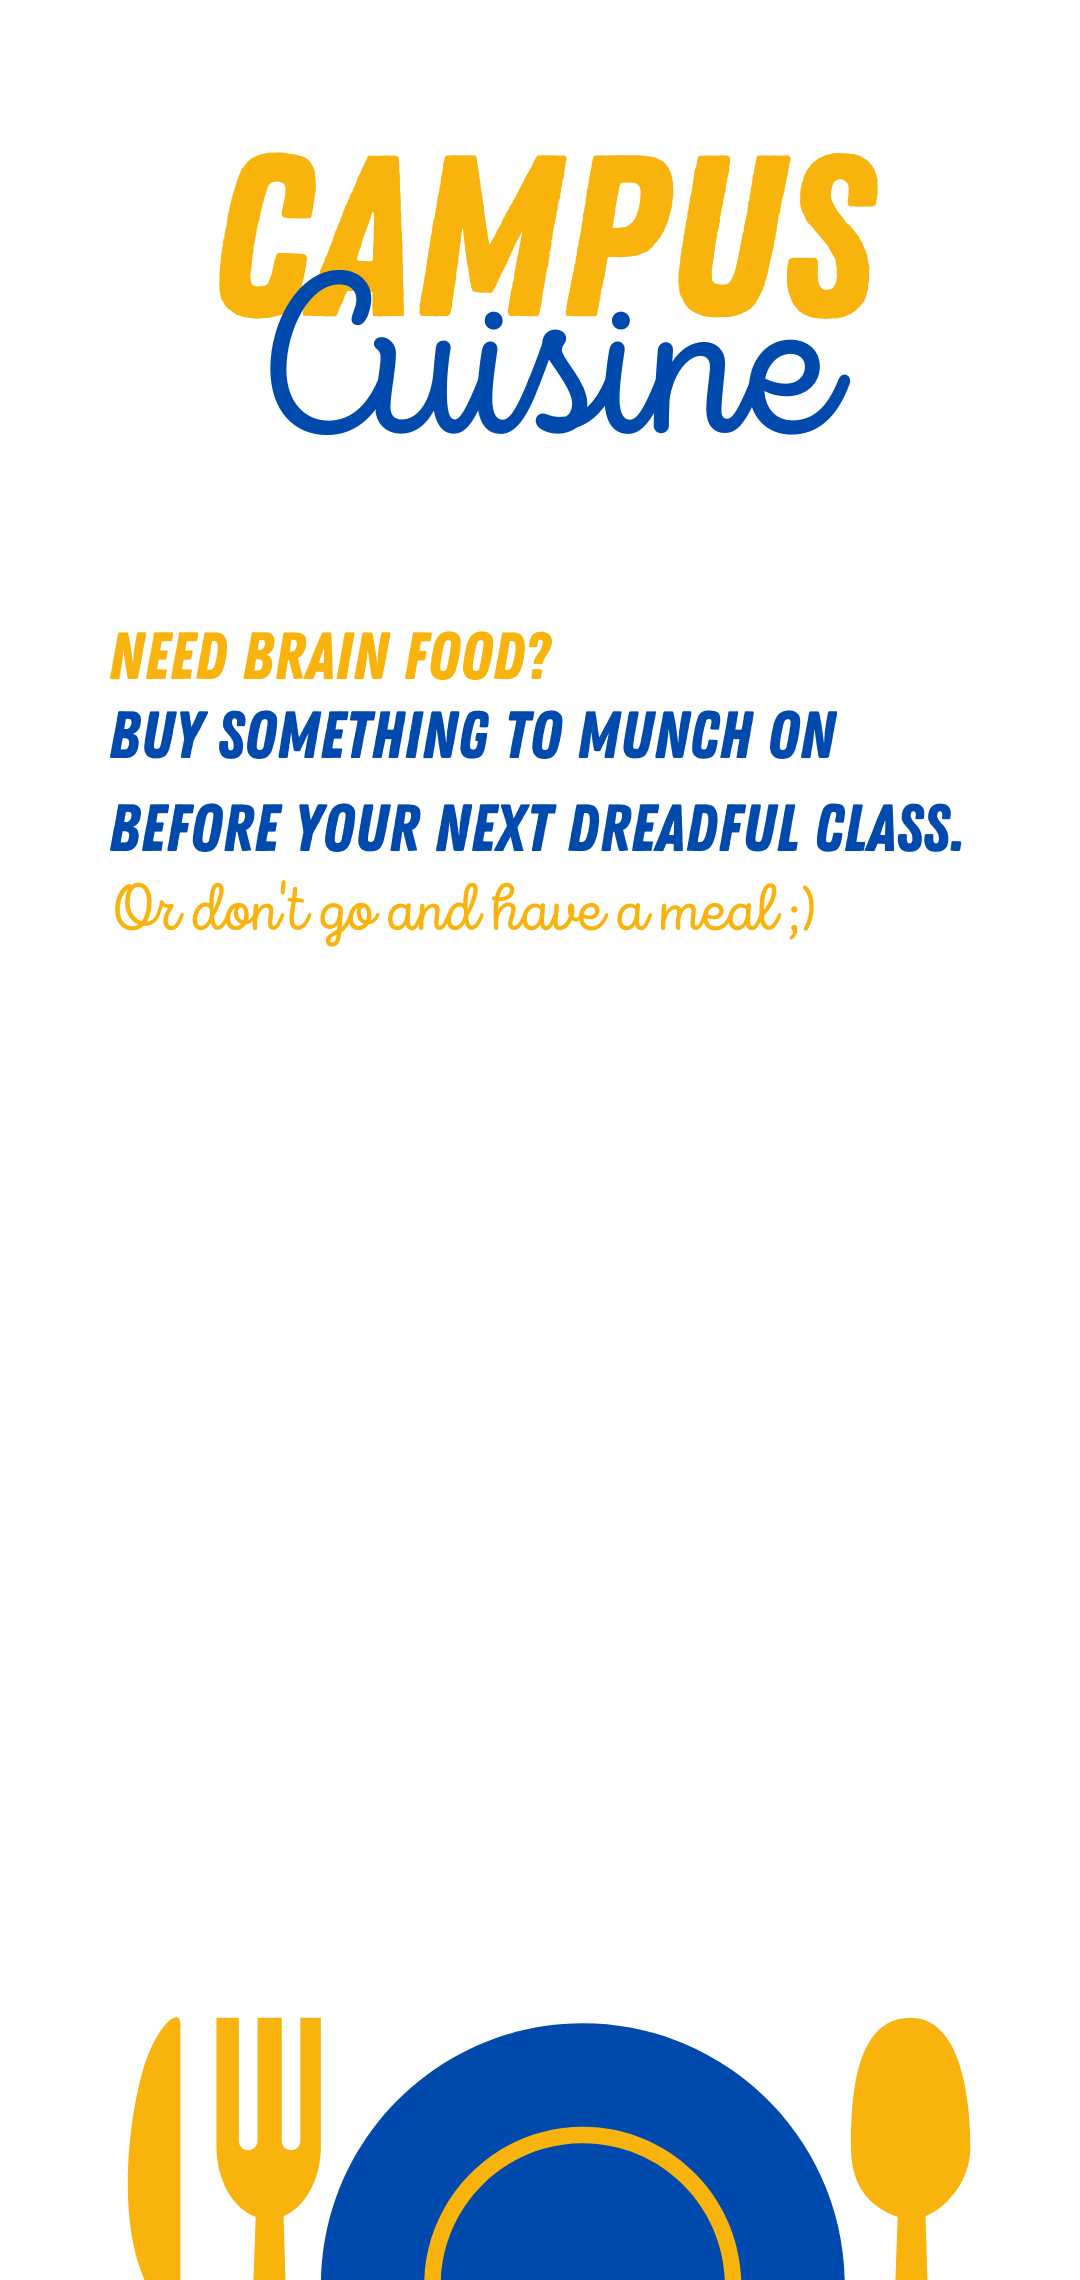 CAMPUS
Cuisine
NEED BRAIN FOOD?
BUY SOMETHING TO MUNCH ON
BEFORE YOUR NEXT DREADFUL CLASS.
Or don't go and have a meal ;)